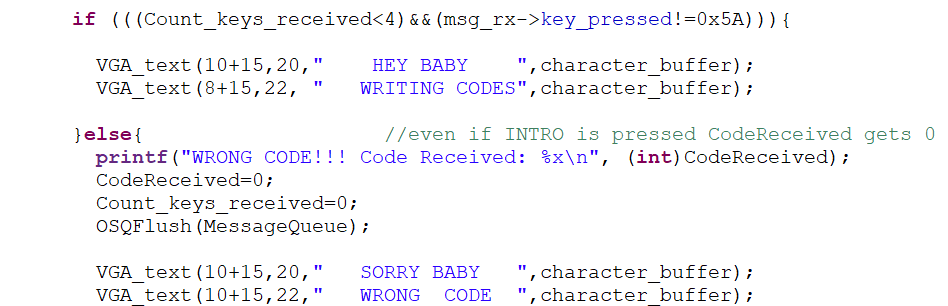 if (((Count_keys_received<4)&&(msg_rx->key_pressed!=0x5A))){
VGA_text(10+15,20,"    HEY BABY    ",character_buffer);
VGA_text(8+15,22, "   WRITING CODES",character_buffer);
}else{                    //even if INTRO is pressed CodeReceived gets 0
printf("WRONG CODE!!! Code Received: %x\n", (int)CodeReceived);
CodeReceived=0;
Count_keys_received=0;
OSQFlush(MessageQueue);
VGA_text(10+15,20,"   SORRY BABY   ",character_buffer);
VGA_text(10+15,22,"   WRONG  CODE  ",character_buffer);